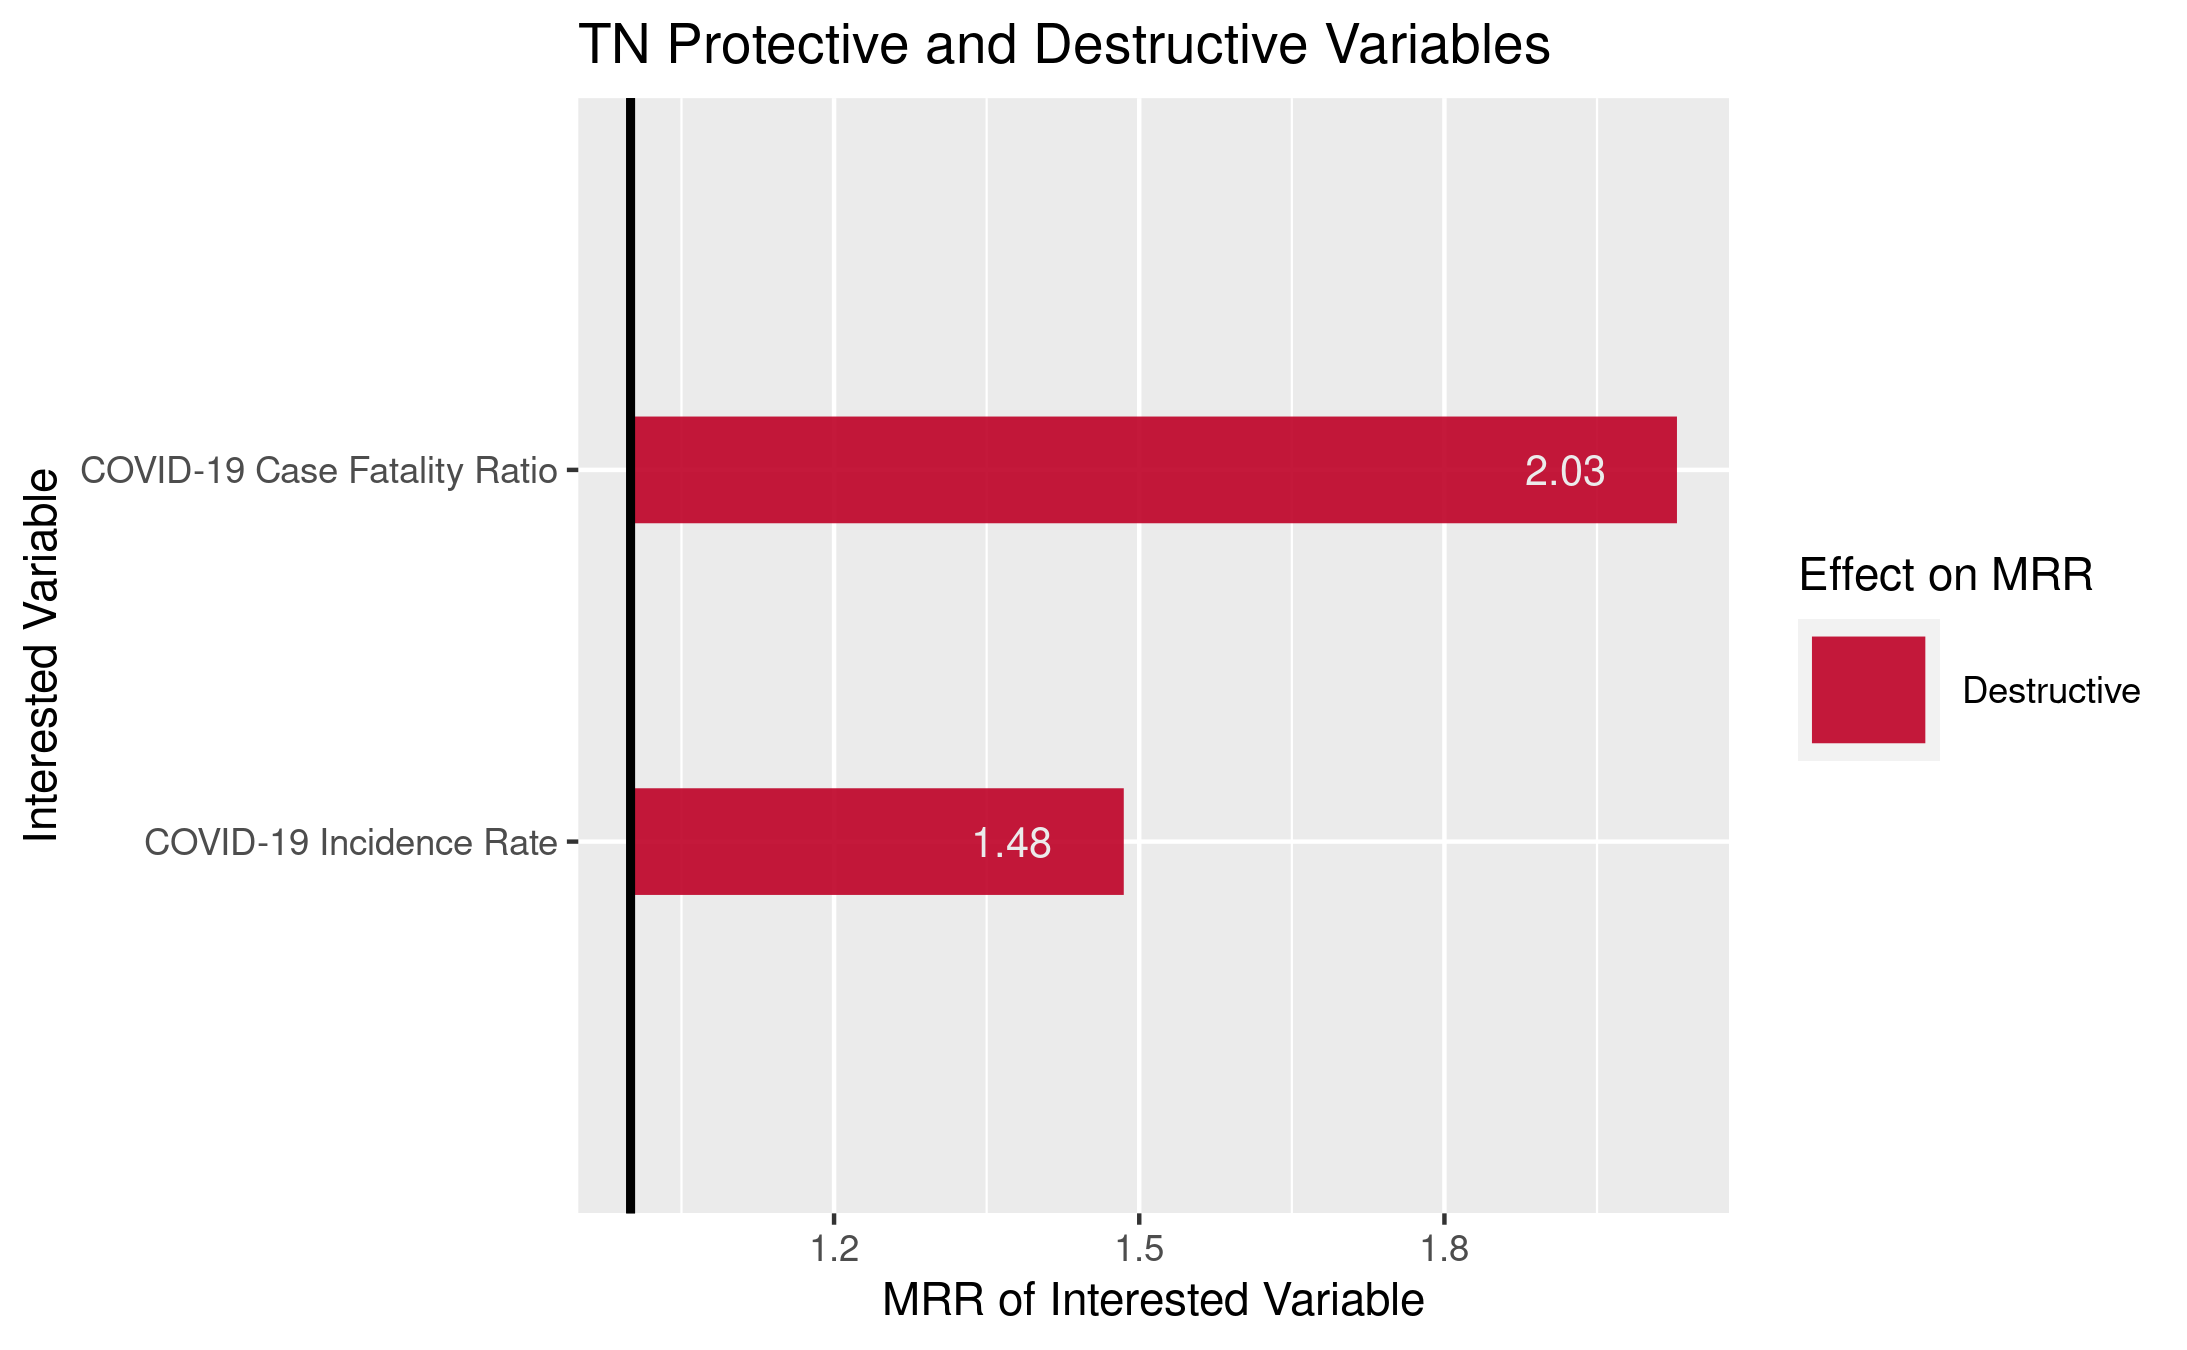 TN Protective and Destructive Variables
Interested Variable
COVID-19 Case Fatality Ratio
2.03
COVID-19 Incidence Rate
1.48
1.2
1.5
1.8
MRR of Interested Variable
Effect on MRR
Destructive